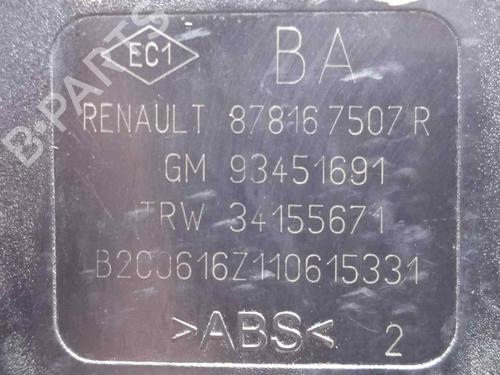 B-PARTS
EC1 BA
RENAULT 878167507R
GM 93451691
TRW 34155671
B200616Z110615331
>ABS< 2